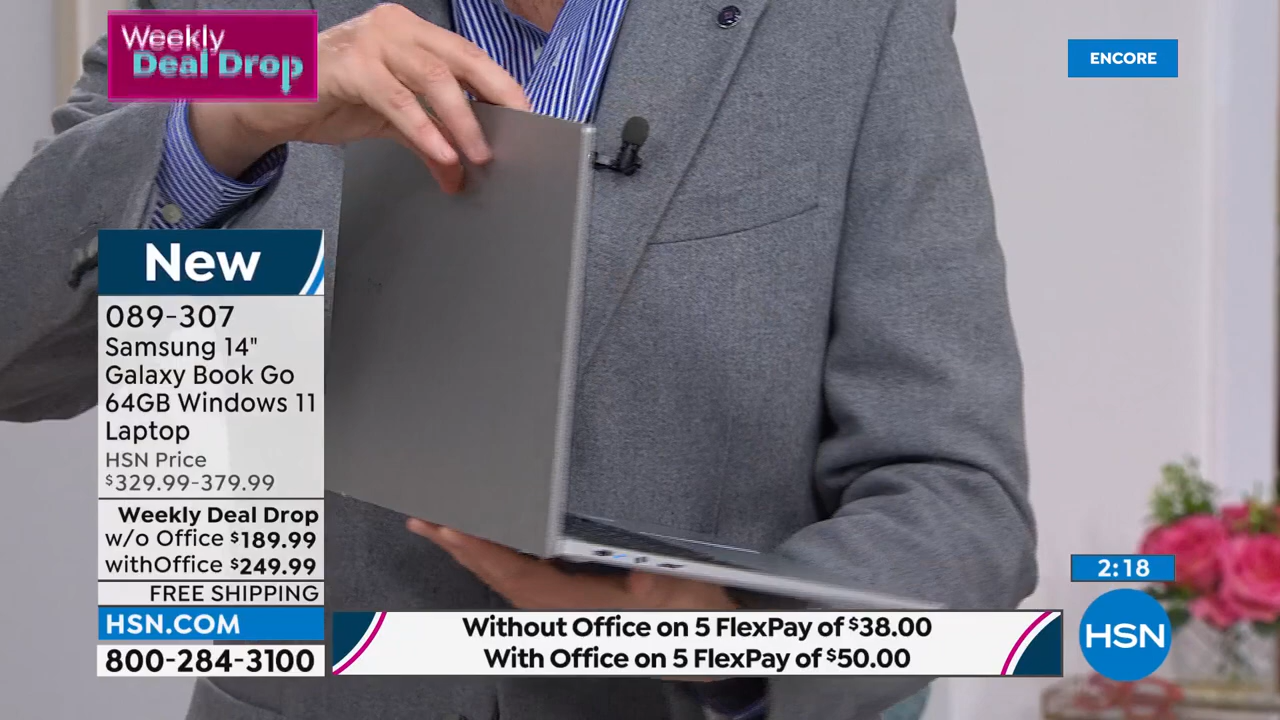 Weekly
Deal Drop
ENCORE
New
089-307
Samsung 14"
Galaxy Book Go
64GB Windows 11
Laptop
HSN Price
$329.99-379.99
Weekly Deal Drop
w/o Office $189.99
withOffice $249.99
FREE SHIPPING
HSN.COM
800-284-3100
Without Office on 5 FlexPay of $38.00
With Office on 5 FlexPay of $50.00
2:18
HSN